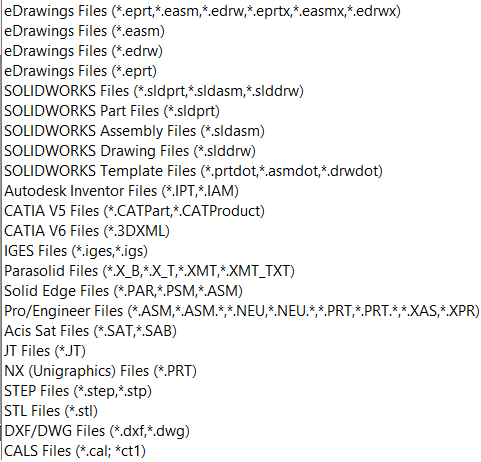 eDrawings Files (*.eprt,*.easm,*.edrw,*.eprtx,*.easmx,*.edrwx)
eDrawings Files (*.easm)
eDrawings Files (*.edrw)
eDrawings Files (*.eprt)
SOLIDWORKS Files (*.sldprt,*.sldasm,*.slddrw)
SOLIDWORKS Part Files (*.sldprt)
SOLIDWORKS Assembly Files (*.sldasm)
SOLIDWORKS Drawing Files (*.slddrw)
SOLIDWORKS Template Files (*.prtdot,*.asmdot,*.drwdot)
Autodesk Inventor Files (*.IPT,*.IAM)
CATIA V5 Files (*.CATPart,*.CATProduct)
CATIA V6 Files (*.3DXML)
IGES Files (*.iges,*.igs)
Parasolid Files (*.X_B,*.X_T,*.XMT,*.XMT_TXT)
Solid Edge Files (*.PAR,*.PSM,*.ASM)
Pro/Engineer Files (*.ASM,*.ASM.*,*.NEU,*.NEU.*,*.PRT,*.PRT.*,*.XAS,*.XPR)
Acis Sat Files (*.SAT,*.SAB)
JT Files (*.JT)
NX (Unigraphics) Files (*.PRT)
STEP Files (*.step,*.stp)
STL Files (*.stl)
DXF/DWG Files (*.dxf,*.dwg)
CALS Files (*.cal; *ct1)